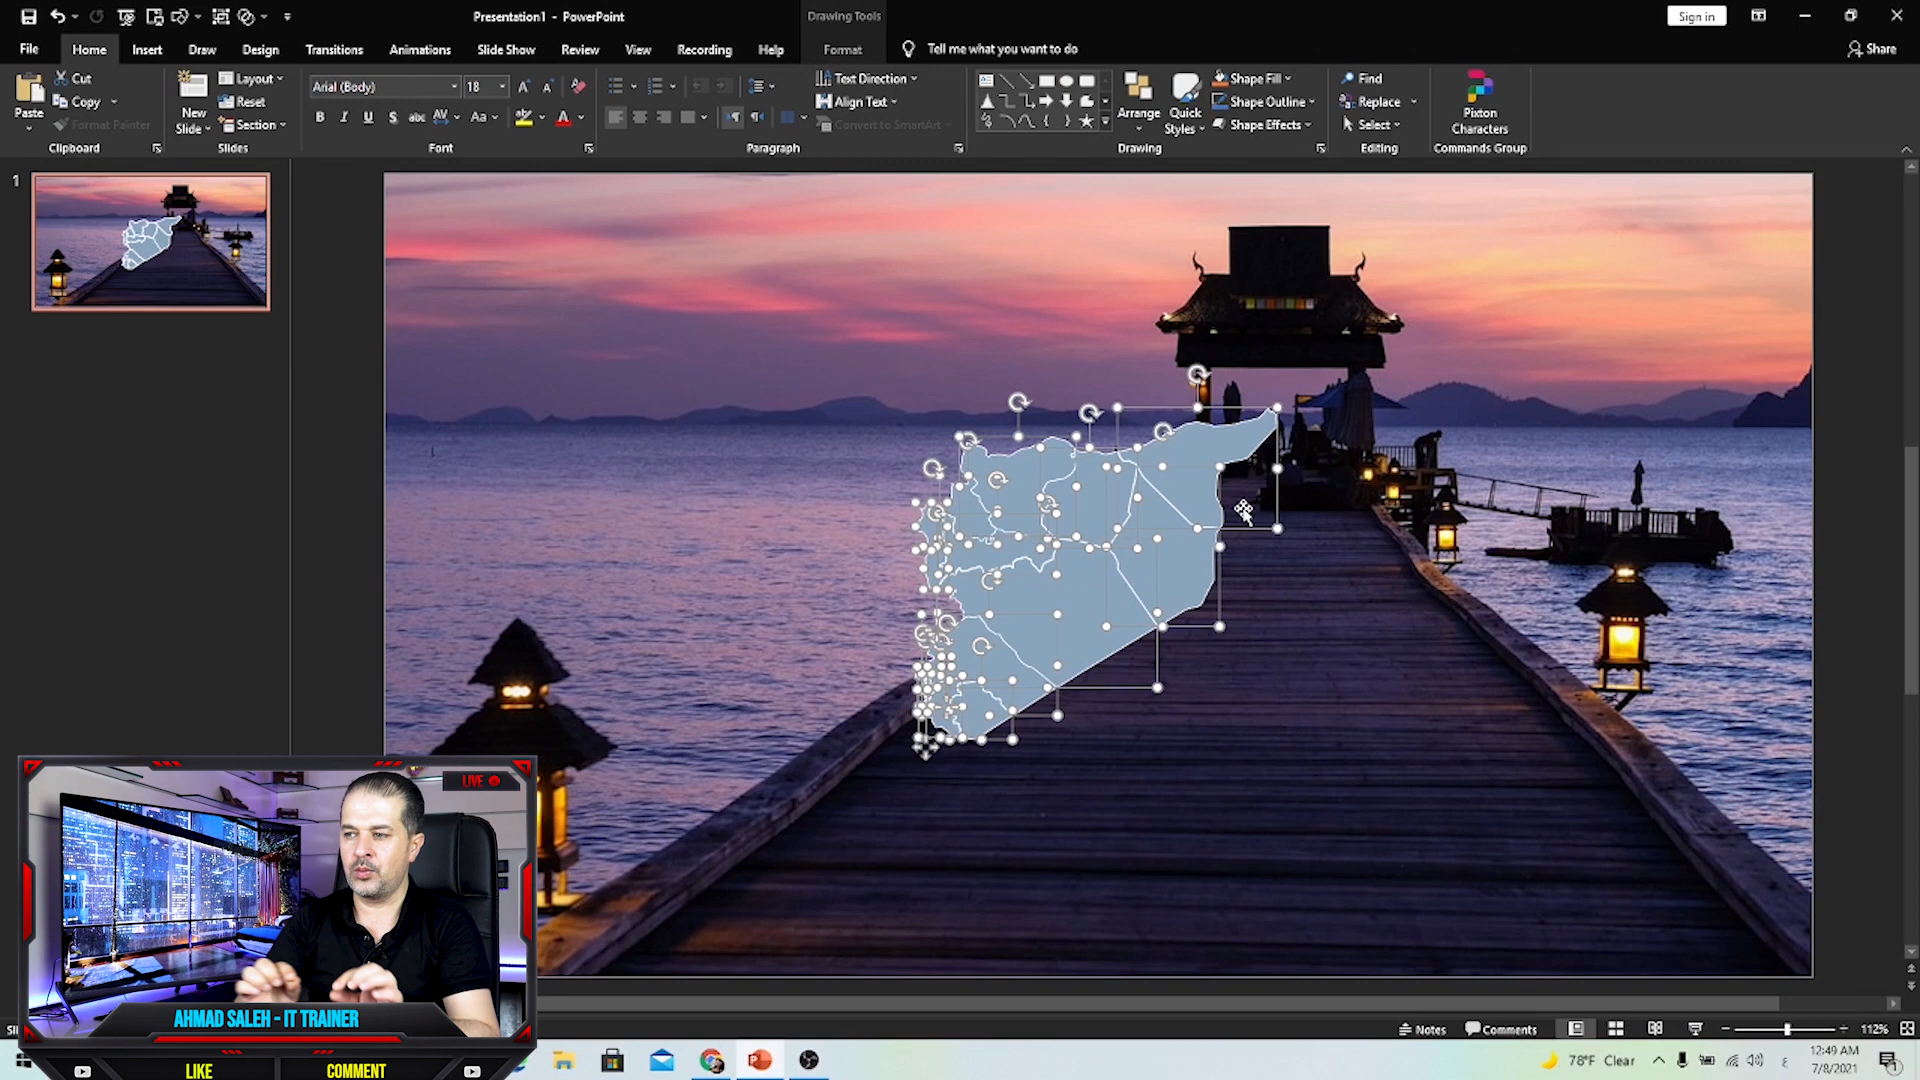 Presentation1 - PowerPoint
Drawing Tools
Sign in
File
Home
Insert
Draw
Design
Transitions
Animations
Slide Show
Review
View
Recording
Help
Format
Tell me what you want to do
Share
Paste
Cut
Copy
Format Painter
Clipboard
New
Slide
Layout
Reset
Section
Slides
Arial (Body)
18
Font
Paragraph
Text Direction
Align Text
Convert to SmartArt
Arrange
Quick
Styles
Shape Fill
Shape Outline
Shape Effects
Drawing
Find
Replace
Select
Editing
Pixton
Characters
Commands Group
1
LIVE
AHMAD SALEH - IT TRAINER
LIKE
COMMENT
Notes
Comments
112%
78°F Clear
ع
12:49 AM
7/8/2021